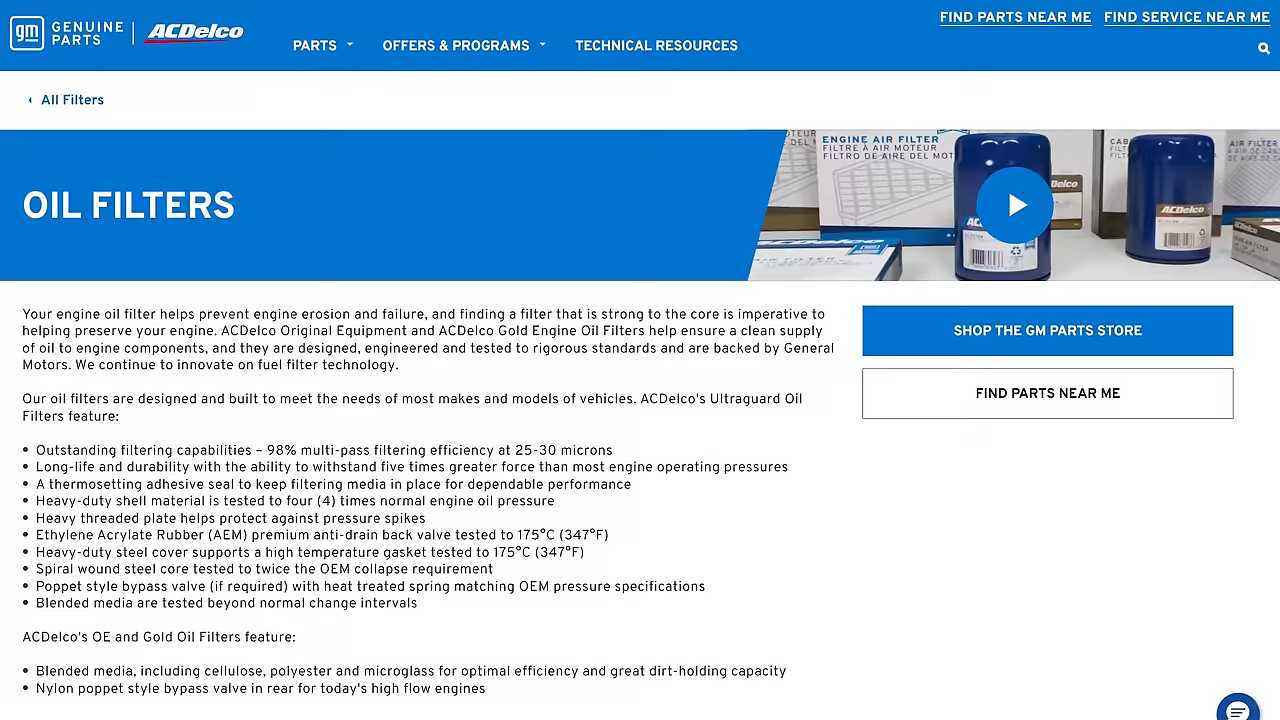 gm GENUINE PARTS ACDelco
FIND PARTS NEAR ME FIND SERVICE NEAR ME
PARTS OFFERS & PROGRAMS TECHNICAL RESOURCES
All Filters
OIL FILTERS
ENGINE AIR FILTER
FILTRE À AIR MOTEUR
FILTRO DE AIRE DEL MOT
AIR FILTER
ACDelco
Your engine oil filter helps prevent engine erosion and failure, and finding a filter that is strong to the core is imperative to
helping preserve your engine. ACDelco Original Equipment and ACDelco Gold Engine Oil Filters help ensure a clean supply
of oil to engine components, and they are designed, engineered and tested to rigorous standards and are backed by General
Motors. We continue to innovate on fuel filter technology.
SHOP THE GM PARTS STORE
FIND PARTS NEAR ME
Our oil filters are designed and built to meet the needs of most makes and models of vehicles. ACDelco's Ultraguard Oil
Filters feature:
• Outstanding filtering capabilities – 98% multi-pass filtering efficiency at 25-30 microns
• Long-life and durability with the ability to withstand five times greater force than most engine operating pressures
• A thermosetting adhesive seal to keep filtering media in place for dependable performance
• Heavy-duty shell material is tested to four (4) times normal engine oil pressure
• Heavy threaded plate helps protect against pressure spikes
• Ethylene Acrylate Rubber (AEM) premium anti-drain back valve tested to 175°C (347°F)
• Heavy-duty steel cover supports a high temperature gasket tested to 175°C (347°F)
• Spiral wound steel core tested to twice the OEM collapse requirement
• Poppet style bypass valve (if required) with heat treated spring matching OEM pressure specifications
• Blended media are tested beyond normal change intervals
ACDelco's OE and Gold Oil Filters feature:
• Blended media, including cellulose, polyester and microglass for optimal efficiency and great dirt-holding capacity
• Nylon poppet style bypass valve in rear for today's high flow engines